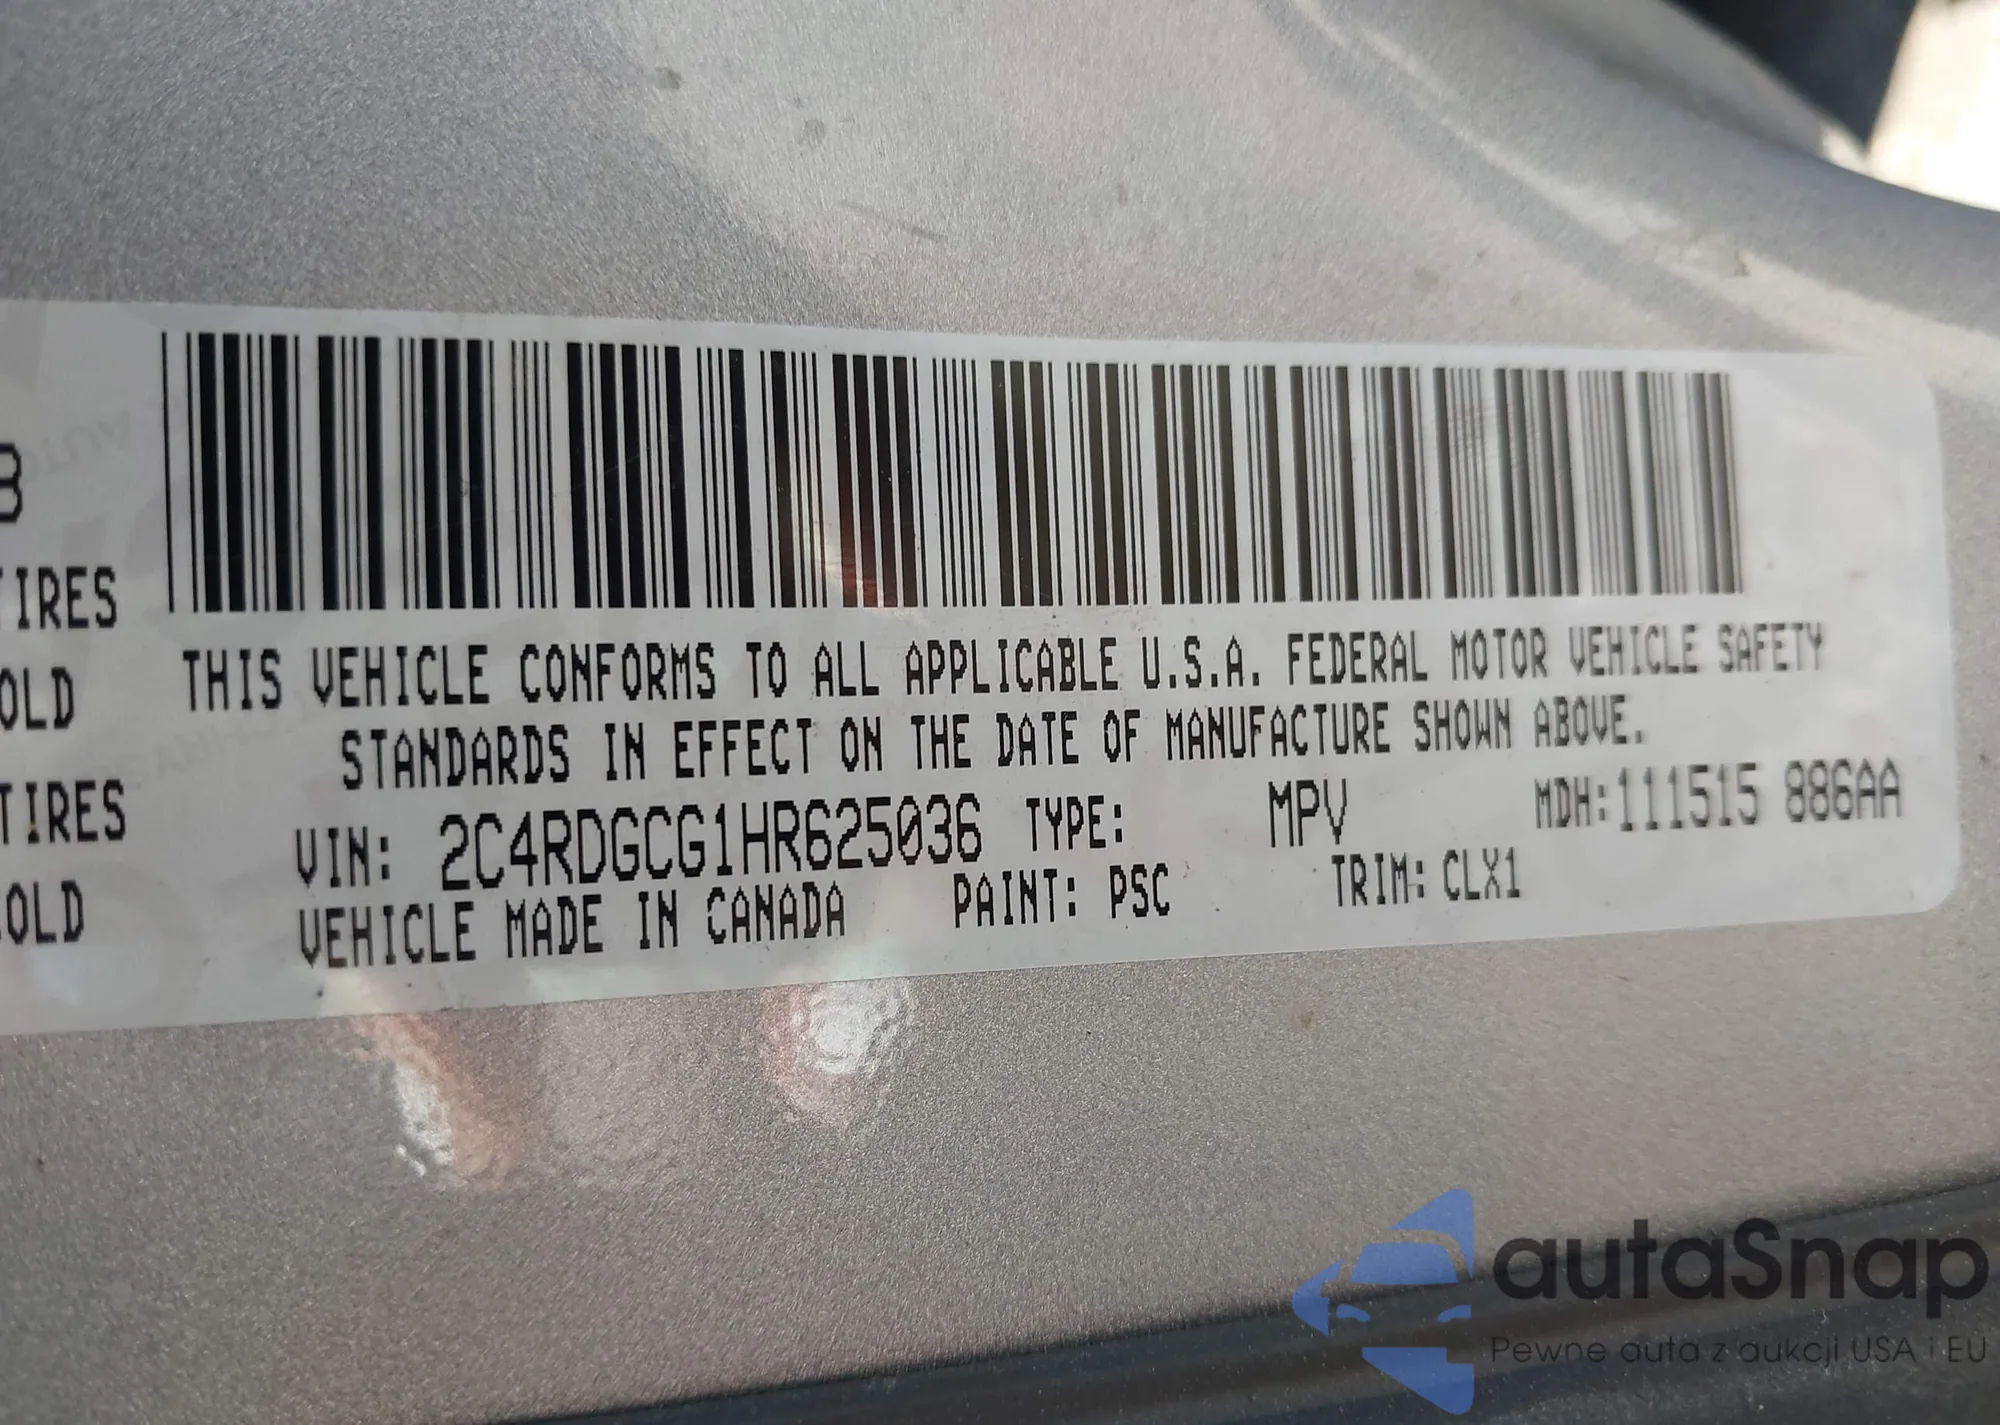 B
TIRES
OLD
TIRES
OLD
THIS VEHICLE CONFORMS TO ALL APPLICABLE U.S.A. FEDERAL MOTOR VEHICLE SAFETY
STANDARDS IN EFFECT ON THE DATE OF MANUFACTURE SHOWN ABOVE.
VIN: 2C4RDGCG1HR625036 TYPE: MPV MDH:111515 886AA
VEHICLE MADE IN CANADA PAINT: PSC TRIM: CLX1
autaSnap
Pewne auta z aukcji USA i EU